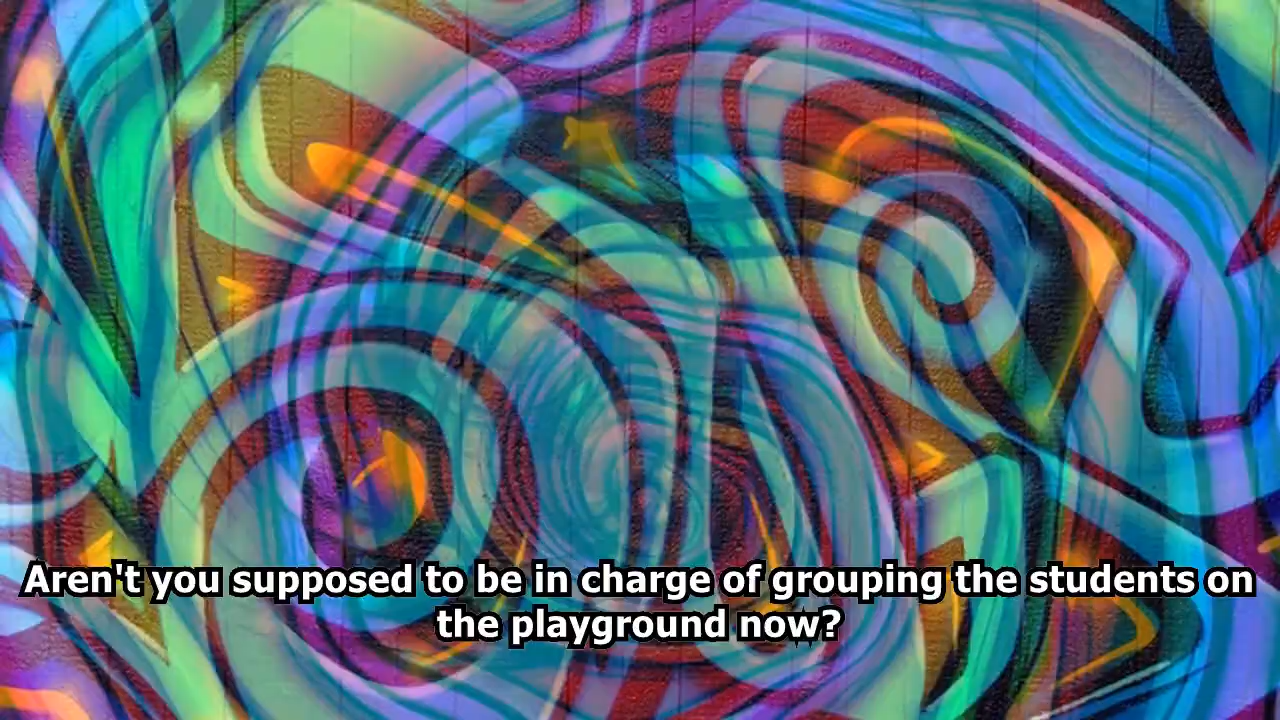 Aren't you supposed to be in charge of grouping the students on
the playground now?